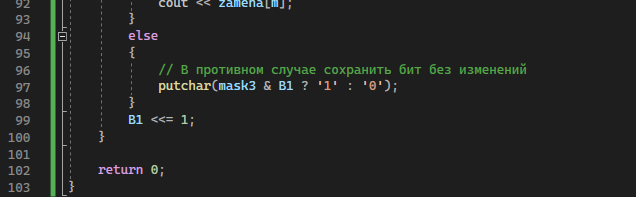 92 cout << zamena[m];
93 }
94 else
95 {
96 // В противном случае сохранить бит без изменений
97 putchar(mask3 & B1 ? '1' : '0');
98 }
99 B1 <<= 1;
100 }
101
102 return 0;
103 }